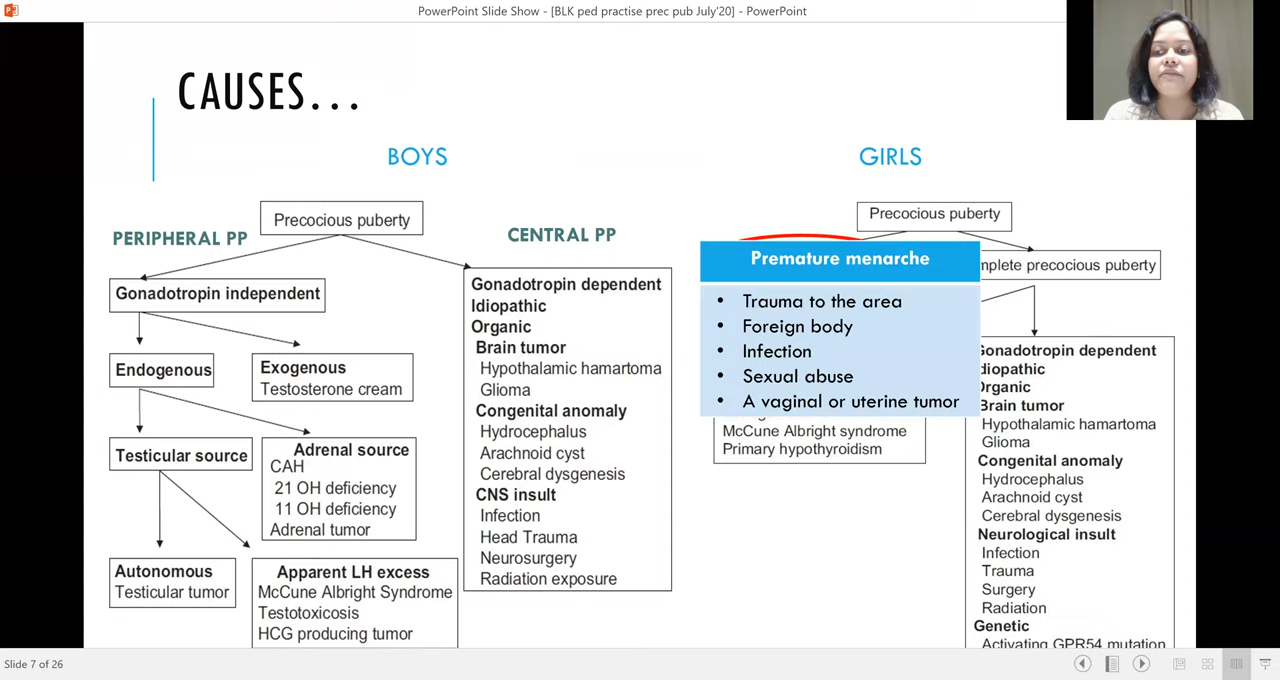 PowerPoint Slide Show - [BLK ped practise prec pub July'20] - PowerPoint
CAUSES...
BOYS
Precocious puberty
PERIPHERAL PP
CENTRAL PP
Gonadotropin independent
Endogenous
Exogenous
Testosterone cream
Testicular source
Adrenal source
CAH
21 OH deficiency
11 OH deficiency
Adrenal tumor
Autonomous
Testicular tumor
Apparent LH excess
McCune Albright Syndrome
Testotoxicosis
HCG producing tumor
Gonadotropin dependent
Idiopathic
Organic
Brain tumor
Hypothalamic hamartoma
Glioma
Congenital anomaly
Hydrocephalus
Arachnoid cyst
Cerebral dysgenesis
CNS insult
Infection
Head Trauma
Neurosurgery
Radiation exposure
GIRLS
Precocious puberty
Premature menarche
• Trauma to the area
• Foreign body
• Infection
• Sexual abuse
• A vaginal or uterine tumor
McCune Albright syndrome
Primary hypothyroidism
mplete precocious puberty
Gonadotropin dependent
Idiopathic
Organic
Brain tumor
Hypothalamic hamartoma
Glioma
Congenital anomaly
Hydrocephalus
Arachnoid cyst
Cerebral dysgenesis
Neurological insult
Infection
Trauma
Surgery
Radiation
Genetic
Activating GPR54 mutation
Slide 7 of 26